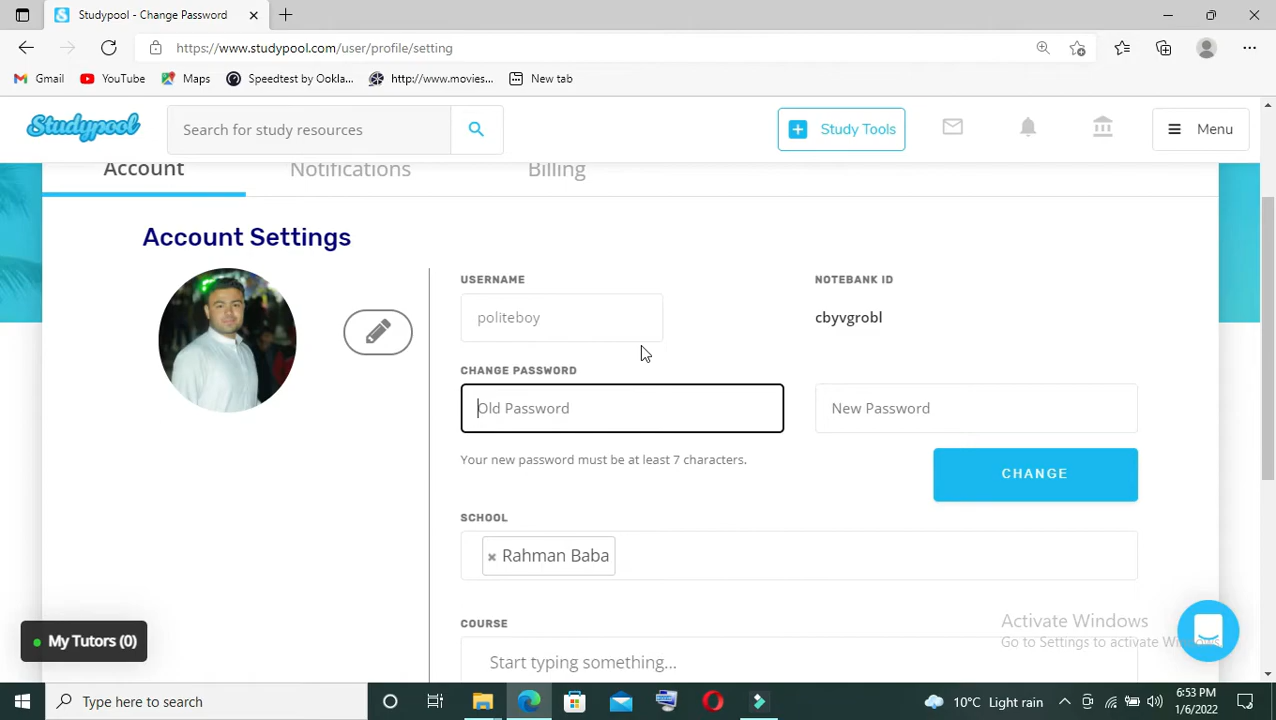 Studypool - Change Password
https://www.studypool.com/user/profile/setting
Gmail YouTube Maps Speedtest by Ookla... http://www.movies... New tab
Studypool Search for study resources Study Tools Menu
Account Notifications Billing
Account Settings
USERNAME NOTEBANK ID
politeboy cbyvgrobl
CHANGE PASSWORD
Old Password New Password
Your new password must be at least 7 characters.
CHANGE
SCHOOL
× Rahman Baba
COURSE
Start typing something...
My Tutors (0)
Activate Windows
Go to Settings to activate Windows.
Type here to search 10°C Light rain 6:53 PM
1/6/2022